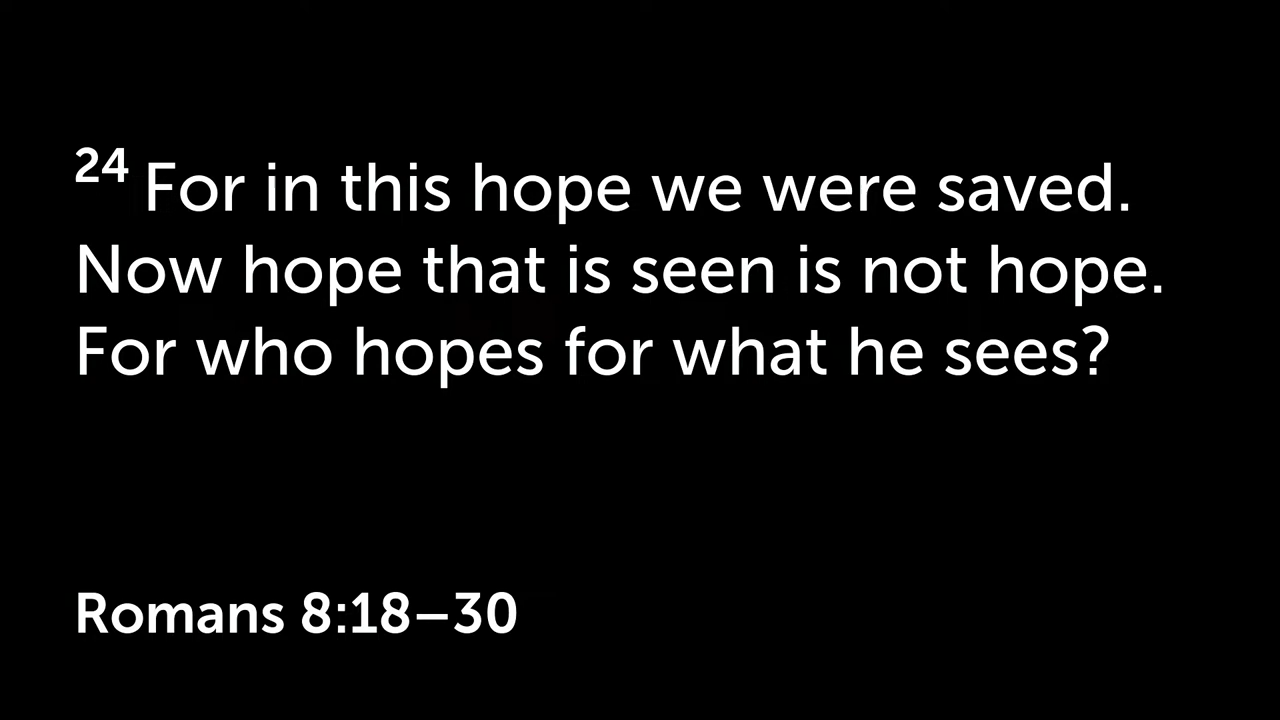 24 For in this hope we were saved.
Now hope that is seen is not hope.
For who hopes for what he sees?
Romans 8:18–30